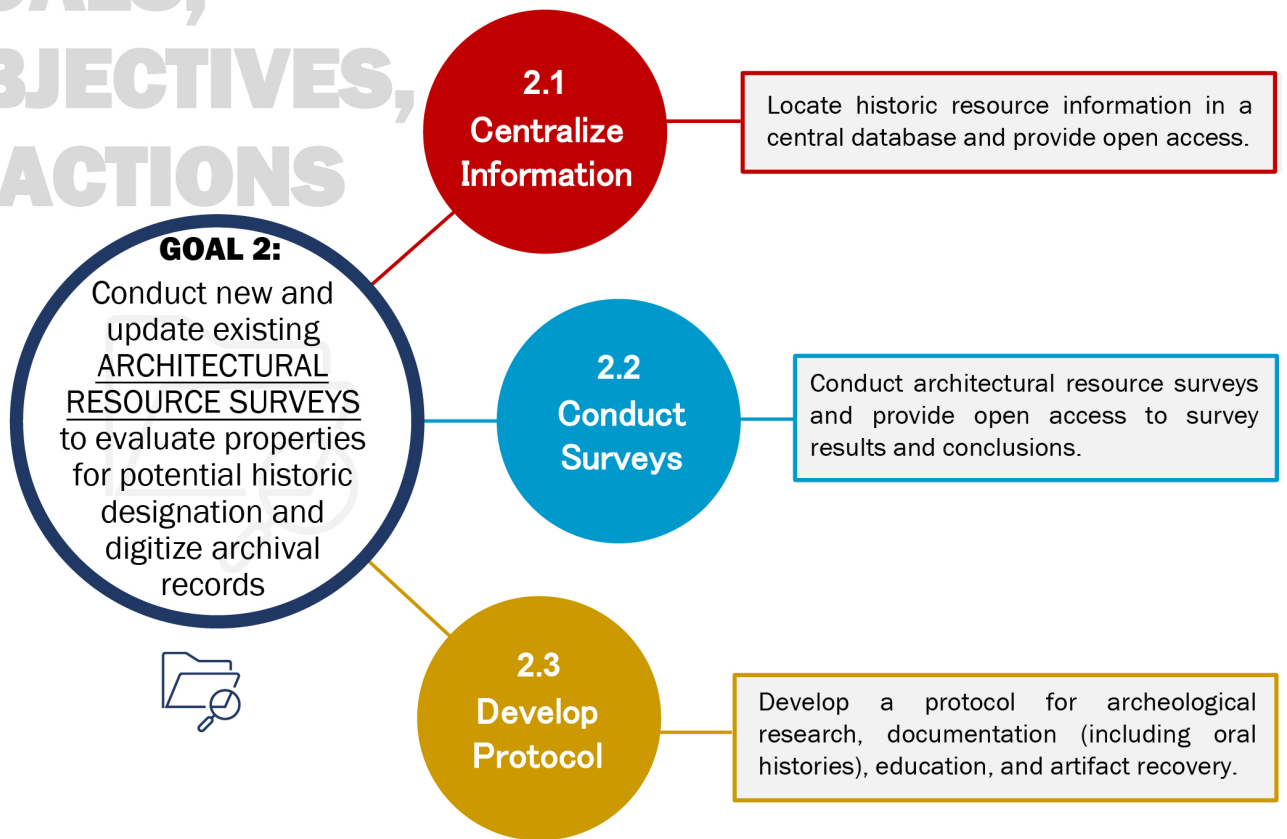 OALS,
BJECTIVES,
ACTIONS
GOAL 2:
Conduct new and
update existing
ARCHITECTURAL
RESOURCE SURVEYS
to evaluate properties
for potential historic
designation and
digitize archival
records
2.1
Centralize
Information
Locate historic resource information in a
central database and provide open access.
2.2
Conduct
Surveys
Conduct architectural resource surveys
and provide open access to survey
results and conclusions.
2.3
Develop
Protocol
Develop a protocol for archeological
research, documentation (including oral
histories), education, and artifact recovery.